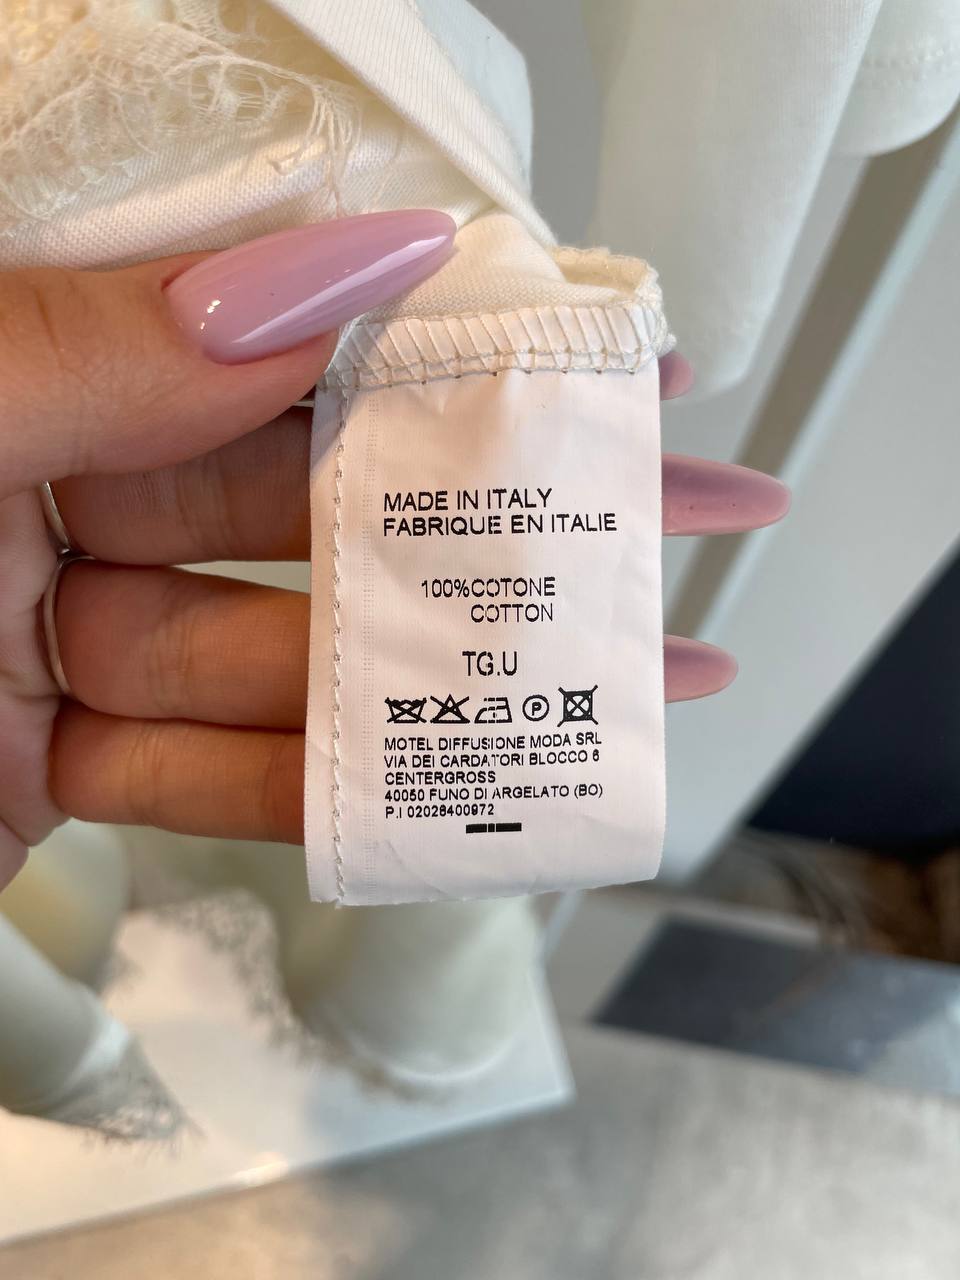 MADE IN ITALY
FABRIQUE EN ITALIE
100%COTONE
COTTON
TG.U
P
MOTEL DIFFUSIONE MODA SRL
VIA DEI CARDATORI BLOCCO 6
CENTERGROSS
40050 FUNO DI ARGELATO (BO)
P.I 02028400972